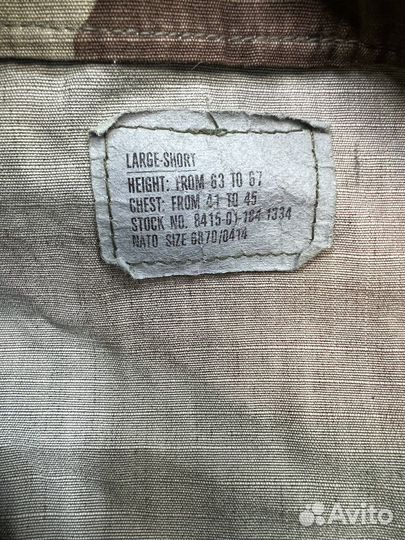 LARGE-SHORT
HEIGHT: FROM 63 TO 67
CHEST: FROM 41 TO 45
STOCK NO. 8415-01-184-1334
NATO SIZE 6070/0414
Avito